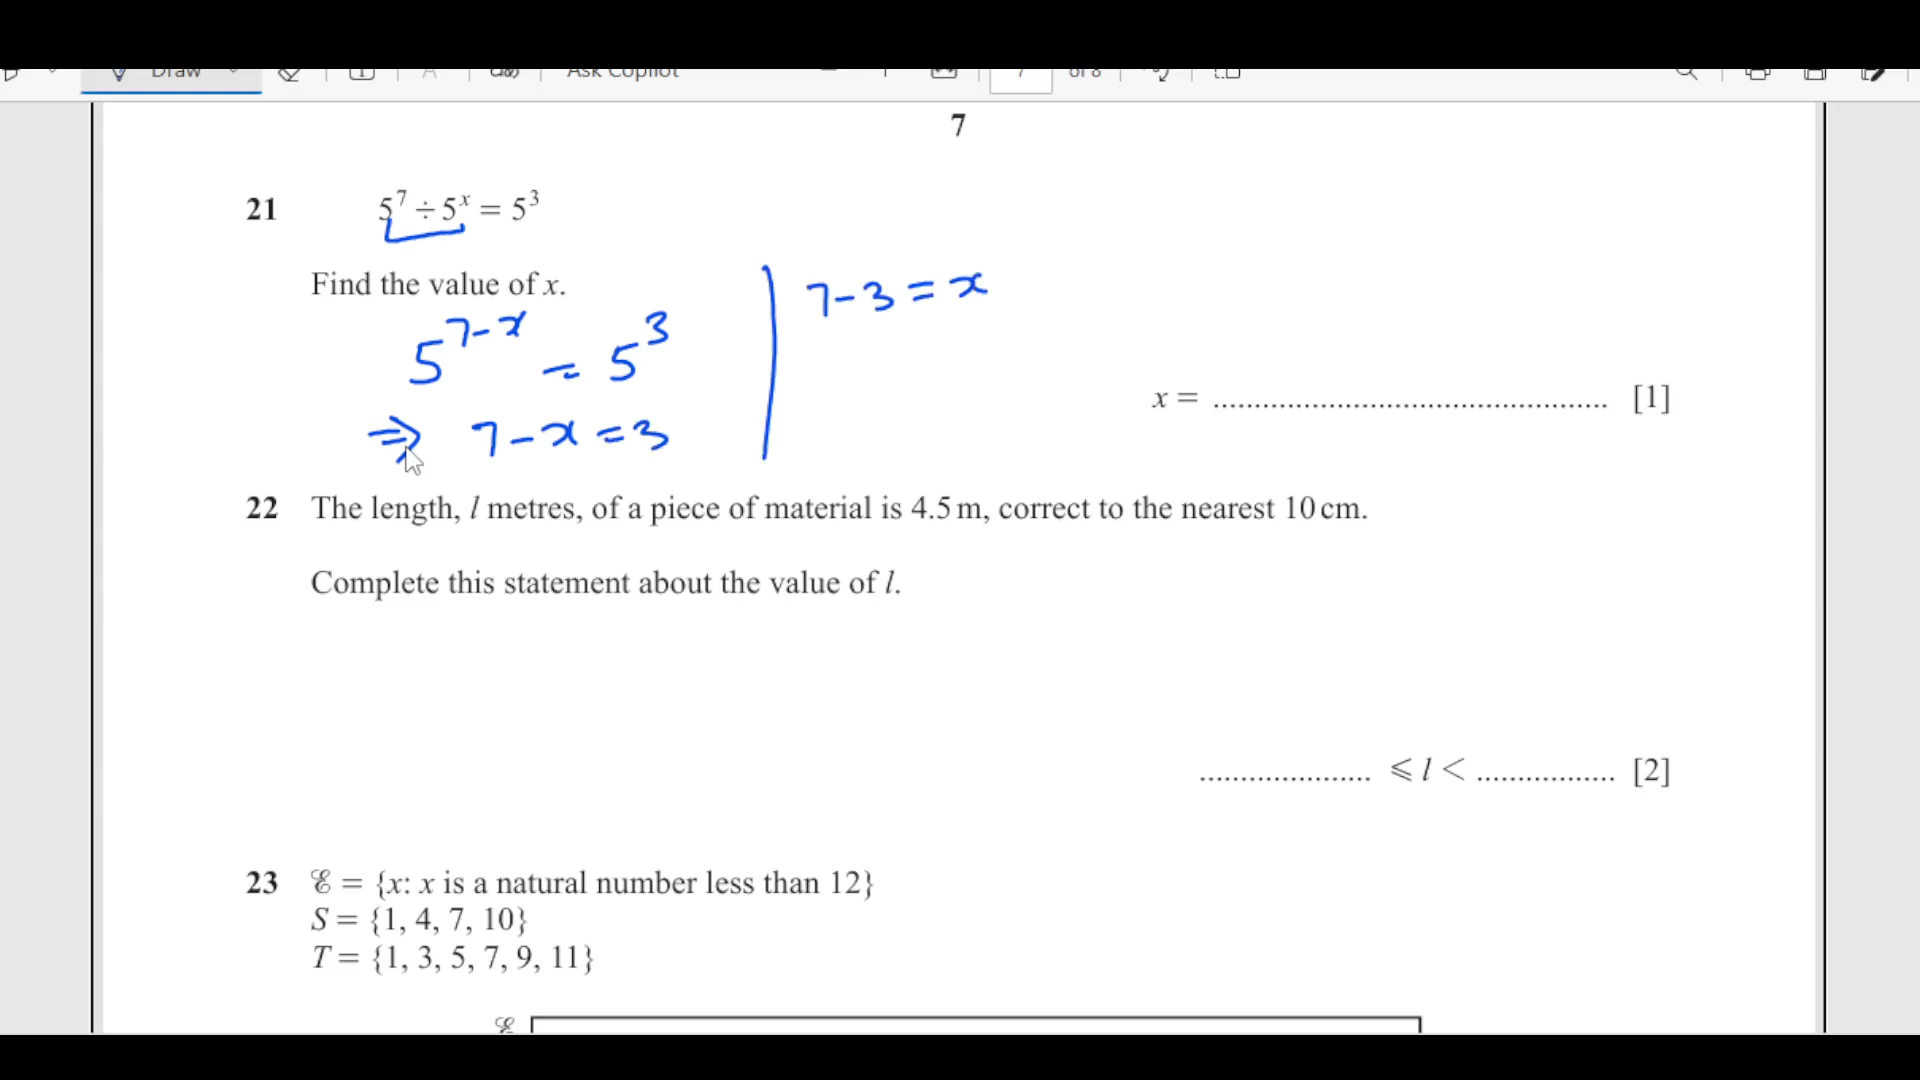 Draw
Ask Copilot
7 of 8
7
21 5⁷ ÷ 5ˣ = 5³
Find the value of x.
5⁷⁻ˣ = 5³
⇒ 7 - x = 3
7 - 3 = x
x = ................................................ [1]
22 The length, l metres, of a piece of material is 4.5 m, correct to the nearest 10 cm.
Complete this statement about the value of l.
..................... ⩽ l < ................. [2]
23 ℰ = {x: x is a natural number less than 12}
S = {1, 4, 7, 10}
T = {1, 3, 5, 7, 9, 11}
ℰ